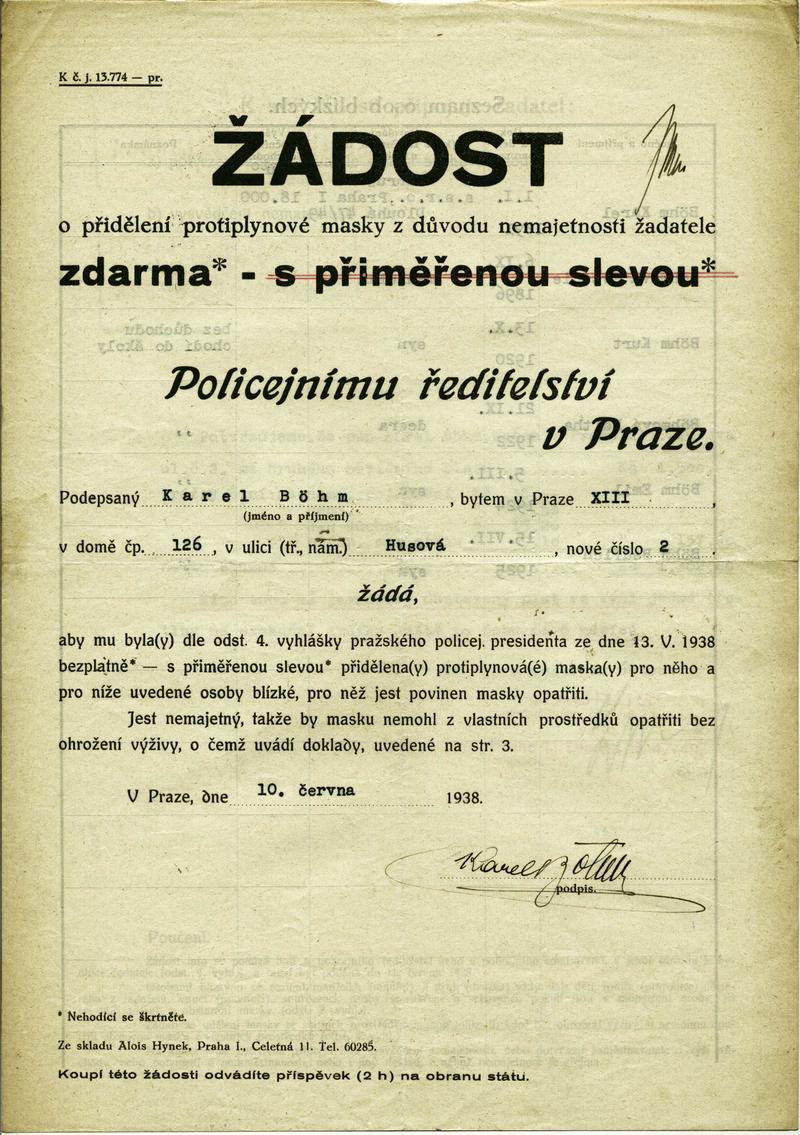 K č. j. 13.774 — pr.
ŽÁDOST
o přidělení protiplynové masky z důvodu nemajetnosti žadatele
zdarma* - s přiměřenou slevou*
Policejnímu ředitelství
v Praze.
Podepsaný Karel Böhm, bytem v Praze XIII,
(jméno a příjmení)
v domě čp. 126, v ulici (tř., nám.) Husová, nové číslo 2.
žádá,
aby mu byla(y) dle odst. 4. vyhlášky pražského policej. presidenta ze dne 13. V. 1938
bezplatně* — s přiměřenou slevou* přidělena(y) protiplynová(é) maska(y) pro něho a
pro níže uvedené osoby blízké, pro něž jest povinen masky opatřiti.
Jest nemajetný, takže by masku nemohl z vlastních prostředků opatřiti bez
ohrožení výživy, o čemž uvádí doklady, uvedené na str. 3.
V Praze, dne 10. června 1938.
Karel Böhm
podpis.
* Nehodící se škrtněte.
Ze skladu Alois Hynek, Praha I., Celetná 11. Tel. 60285.
Koupí této žádosti odvádíte příspěvek (2 h) na obranu státu.